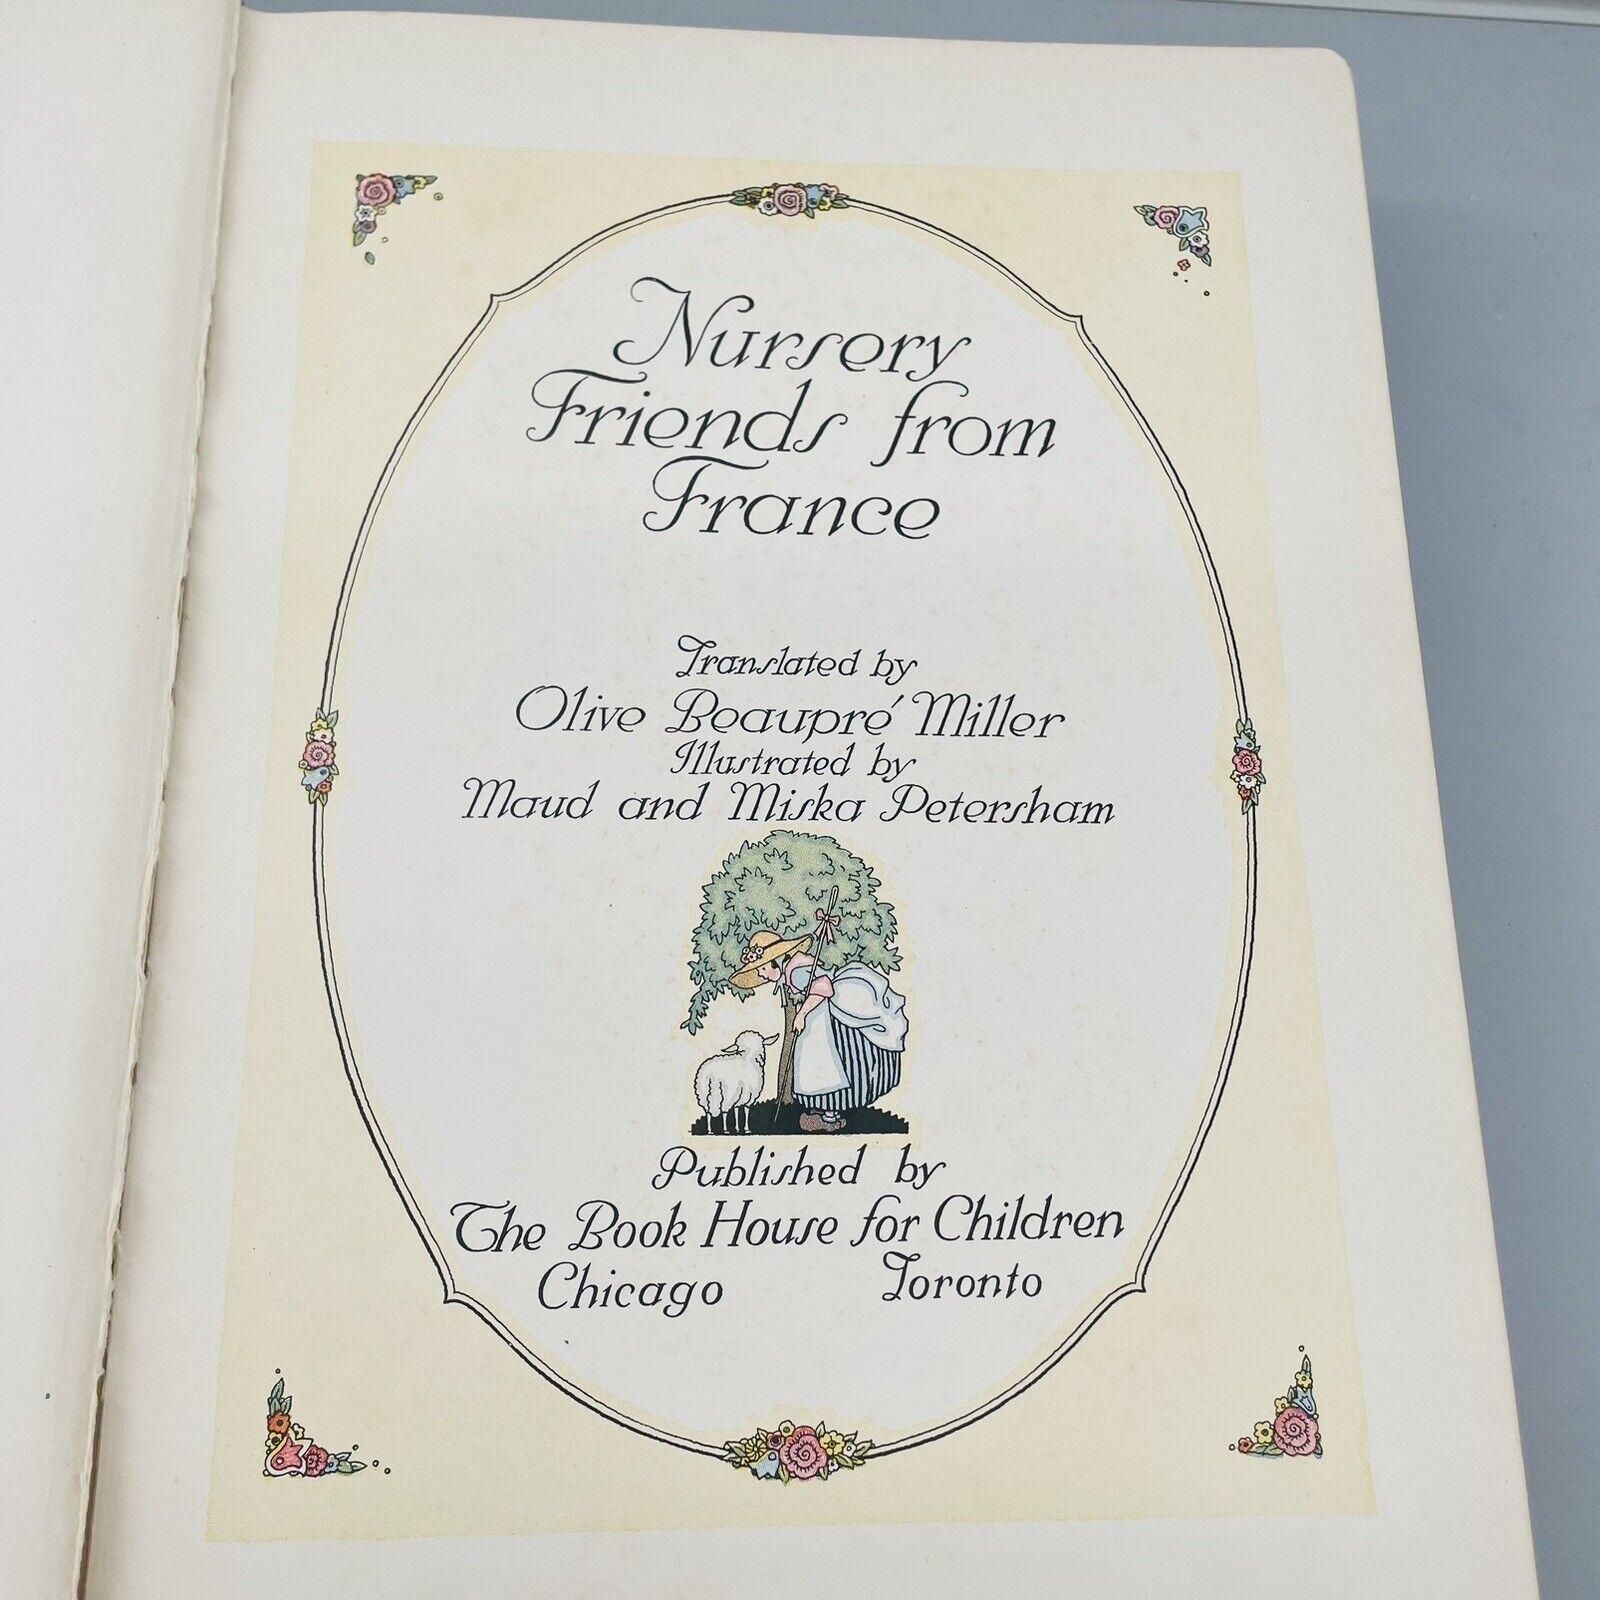 Nursery
Friends from
France
Translated by
Olive Beaupré Miller
Illustrated by
Maud and Miska Petersham
Published by
The Book House for Children
Chicago Toronto